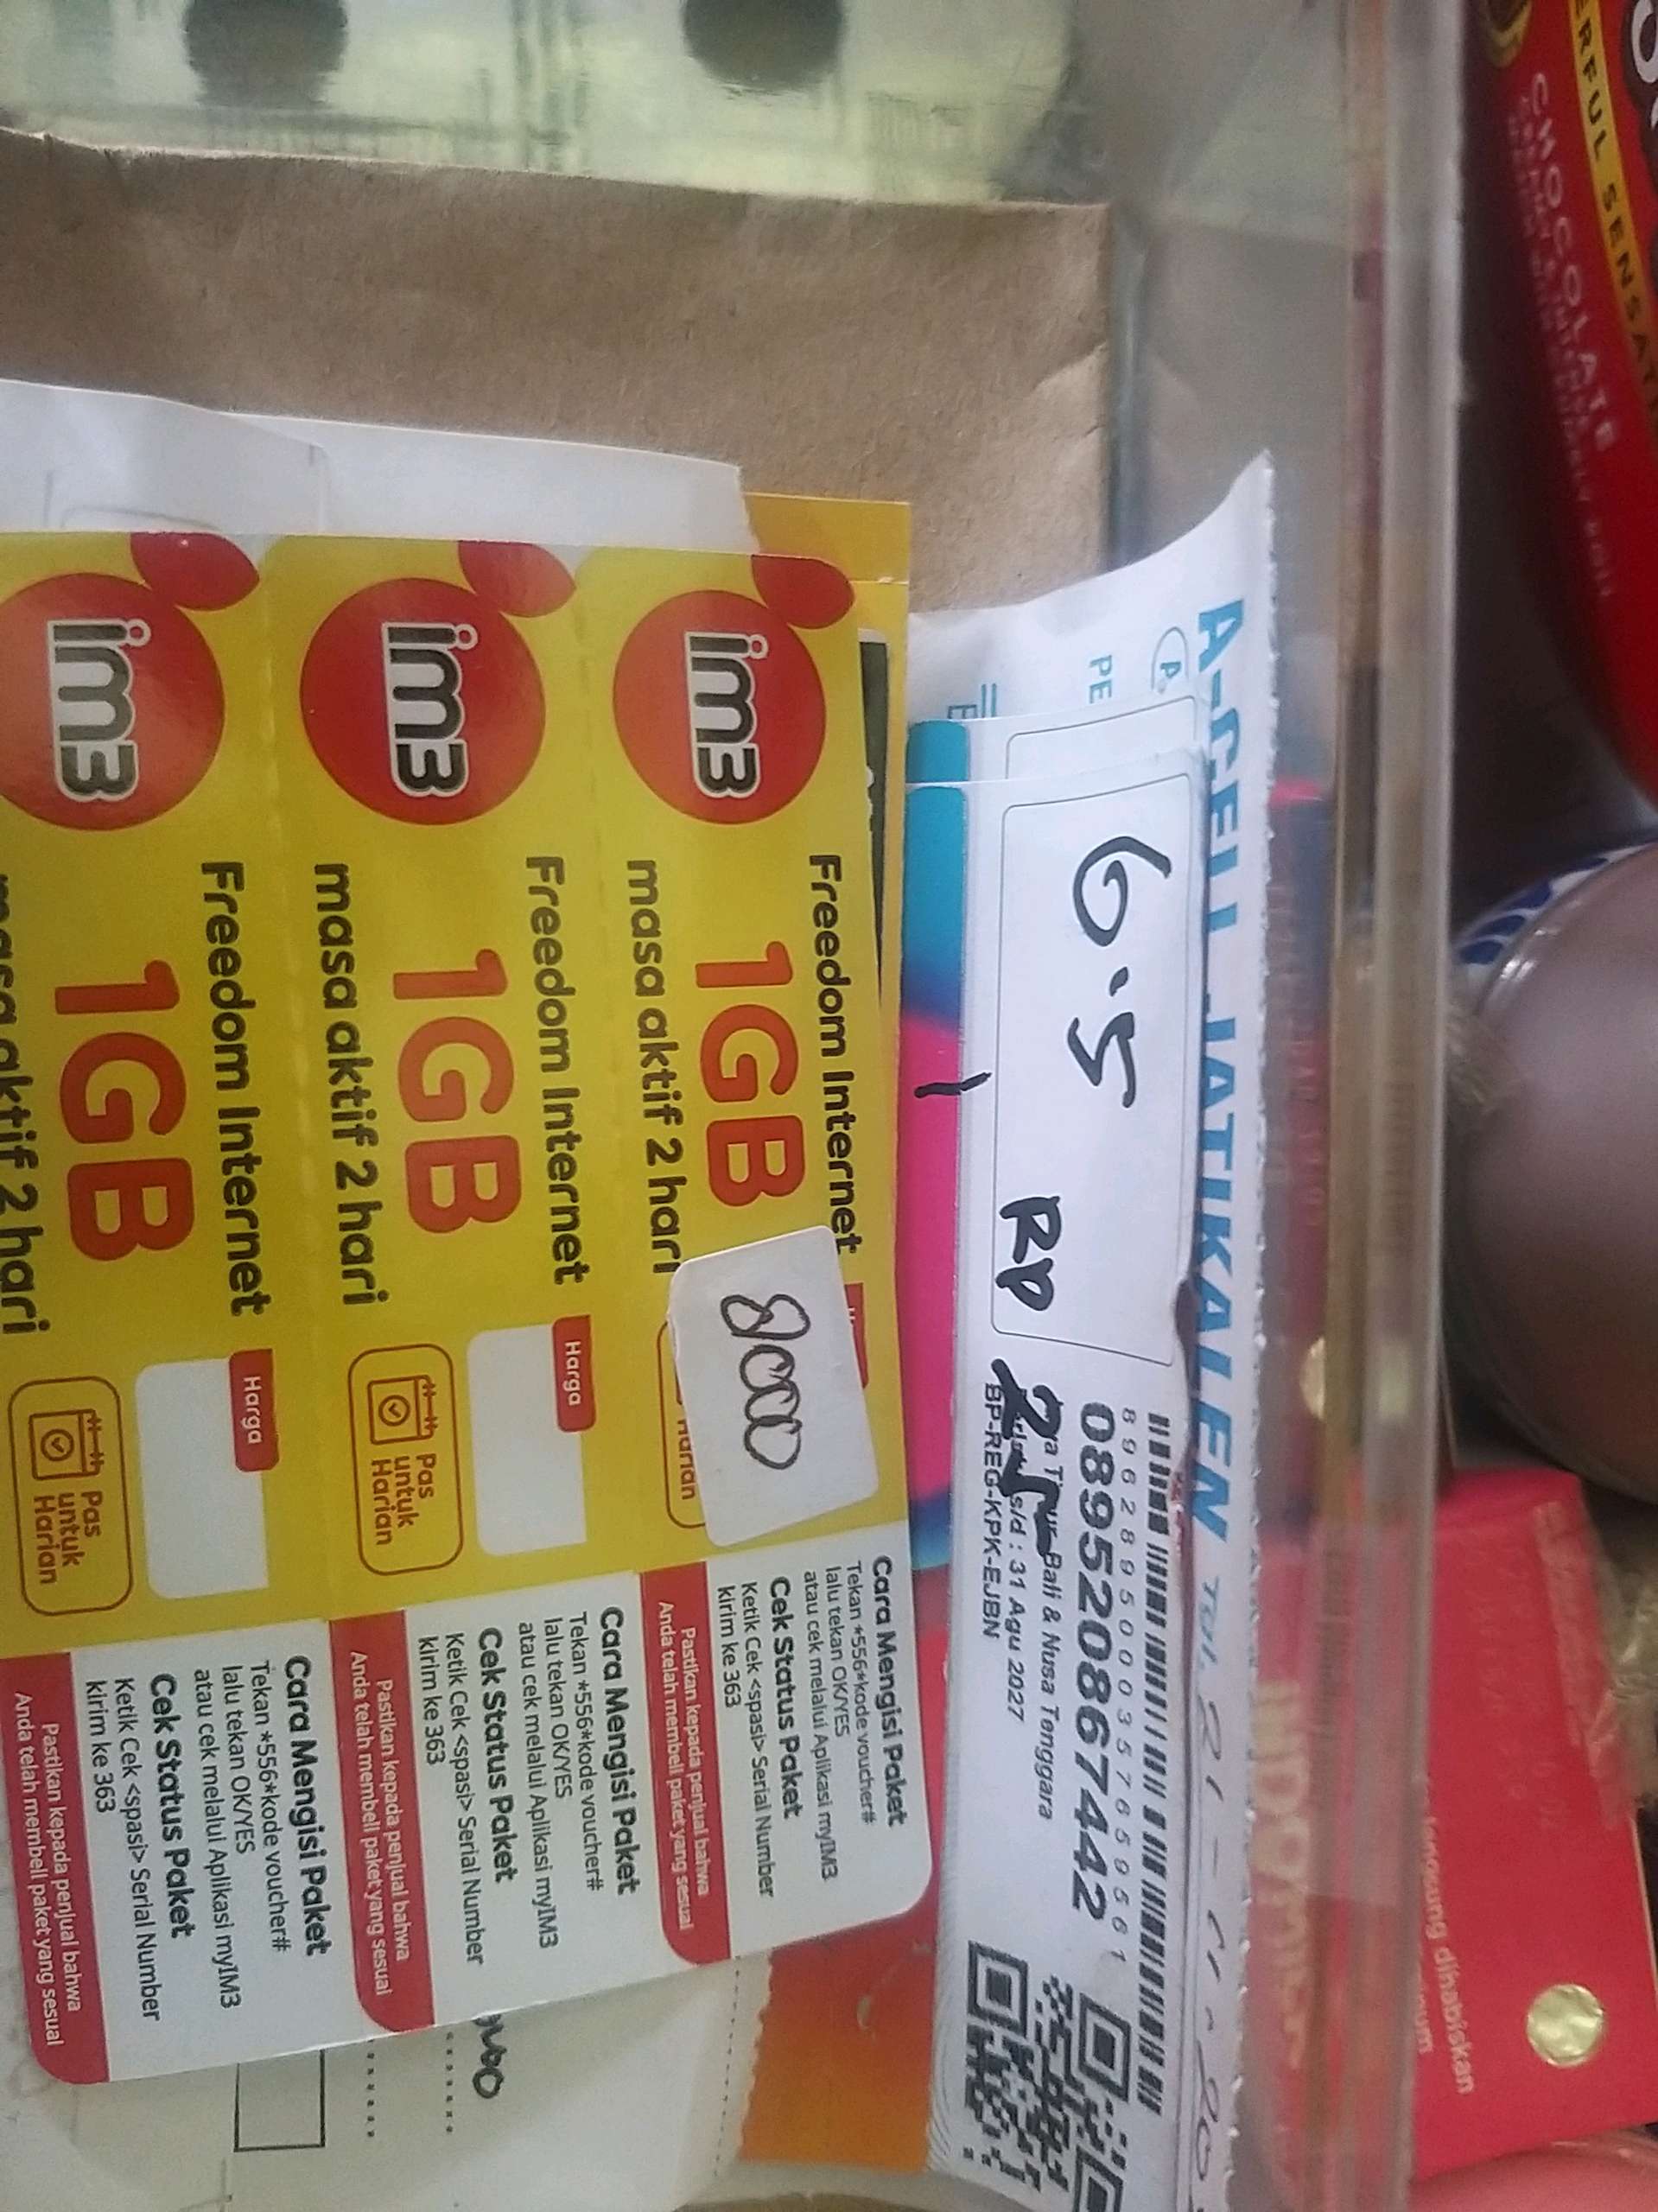 CHOCOLATE
A-CELL JATIKALEN
PE
6.5
Rp
8962895000357659561
089520867442
Bali & Nusa Tenggara
s/d : 31 Agu 2027
BP-REG-KPK-EJBN
im3
Freedom Internet
1GB
masa aktif 2 hari
8000
Harian
Cara Mengisi Paket
Tekan *556*kode voucher#
lalu tekan OK/YES
atau cek melalui Aplikasi myIM3
Cek Status Paket
Ketik Cek <spasi> Serial Number
kirim ke 363
Pastikan kepada penjual bahwa
Anda telah membeli paket yang sesuai
im3
Freedom Internet
1GB
masa aktif 2 hari
Harga
Pas
untuk
Harian
Cara Mengisi Paket
Tekan *556*kode voucher#
lalu tekan OK/YES
atau cek melalui Aplikasi myIM3
Cek Status Paket
Ketik Cek <spasi> Serial Number
kirim ke 363
Pastikan kepada penjual bahwa
Anda telah membeli paket yang sesuai
im3
Freedom Internet
1GB
masa aktif 2 hari
Harga
Pas
untuk
Harian
Cara Mengisi Paket
Tekan *556*kode voucher#
lalu tekan OK/YES
atau cek melalui Aplikasi myIM3
Cek Status Paket
Ketik Cek <spasi> Serial Number
kirim ke 363
Pastikan kepada penjual bahwa
Anda telah membeli paket yang sesuai
dihabiskan